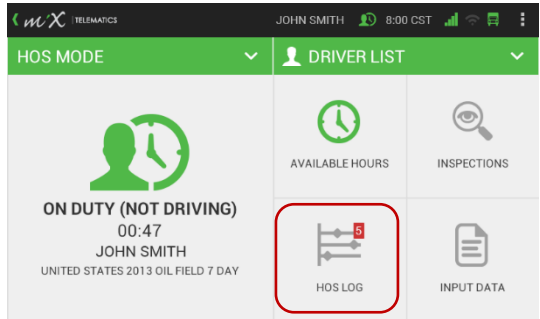 miX TELEMATICS JOHN SMITH 8:00 CST
HOS MODE
DRIVER LIST
ON DUTY (NOT DRIVING)
00:47
JOHN SMITH
UNITED STATES 2013 OIL FIELD 7 DAY
AVAILABLE HOURS
INSPECTIONS
5
HOS LOG
INPUT DATA